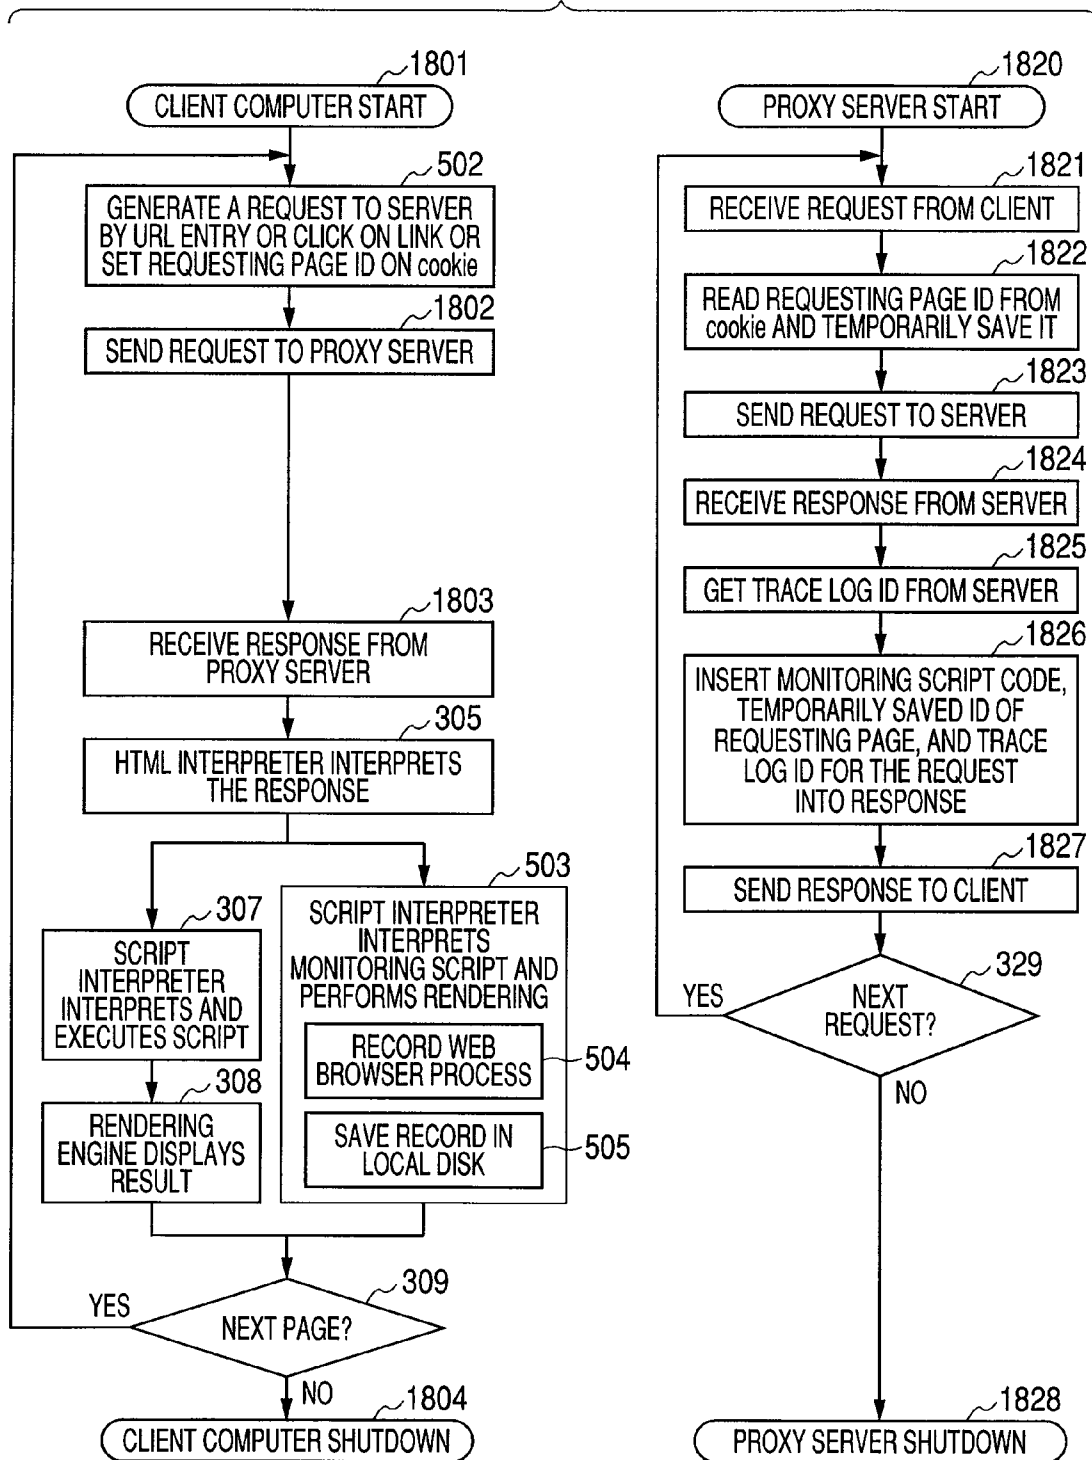 1801
CLIENT COMPUTER START
502
GENERATE A REQUEST TO SERVER
BY URL ENTRY OR CLICK ON LINK OR
SET REQUESTING PAGE ID ON cookie
1802
SEND REQUEST TO PROXY SERVER
1803
RECEIVE RESPONSE FROM
PROXY SERVER
305
HTML INTERPRETER INTERPRETS
THE RESPONSE
307
SCRIPT
INTERPRETER
INTERPRETS AND
EXECUTES SCRIPT
308
RENDERING
ENGINE DISPLAYS
RESULT
503
SCRIPT INTERPRETER
INTERPRETS
MONITORING SCRIPT AND
PERFORMS RENDERING
RECORD WEB
BROWSER PROCESS
504
SAVE RECORD IN
LOCAL DISK
505
309
YES
NEXT PAGE?
NO
1804
CLIENT COMPUTER SHUTDOWN
1820
PROXY SERVER START
1821
RECEIVE REQUEST FROM CLIENT
1822
READ REQUESTING PAGE ID FROM
cookie AND TEMPORARILY SAVE IT
1823
SEND REQUEST TO SERVER
1824
RECEIVE RESPONSE FROM SERVER
1825
GET TRACE LOG ID FROM SERVER
1826
INSERT MONITORING SCRIPT CODE,
TEMPORARILY SAVED ID OF
REQUESTING PAGE, AND TRACE
LOG ID FOR THE REQUEST
INTO RESPONSE
1827
SEND RESPONSE TO CLIENT
329
YES
NEXT
REQUEST?
NO
1828
PROXY SERVER SHUTDOWN